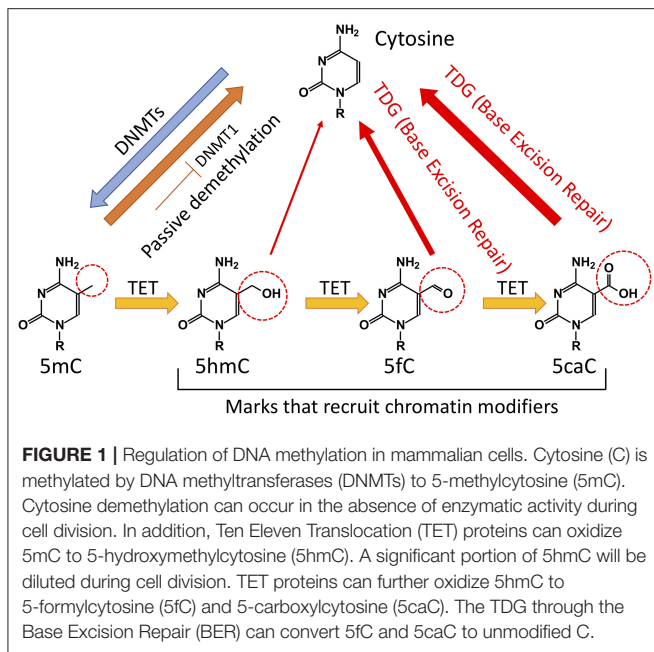 NH₂
Cytosine
N
O
N
R
DNMTs
DNMT1
Passive demethylation
TDG (Base Excision Repair)
TDG (Base Excision Repair)
NH₂
N
O
N
R
5mC
TET
NH₂
OH
N
O
N
R
5hmC
TET
NH₂
O
N
O
N
R
5fC
TET
NH₂
O
OH
N
O
N
R
5caC
Marks that recruit chromatin modifiers
FIGURE 1 | Regulation of DNA methylation in mammalian cells. Cytosine (C) is
methylated by DNA methyltransferases (DNMTs) to 5-methylcytosine (5mC).
Cytosine demethylation can occur in the absence of enzymatic activity during
cell division. In addition, Ten Eleven Translocation (TET) proteins can oxidize
5mC to 5-hydroxymethylcytosine (5hmC). A significant portion of 5hmC will be
diluted during cell division. TET proteins can further oxidize 5hmC to
5-formylcytosine (5fC) and 5-carboxylcytosine (5caC). The TDG through the
Base Excision Repair (BER) can convert 5fC and 5caC to unmodified C.